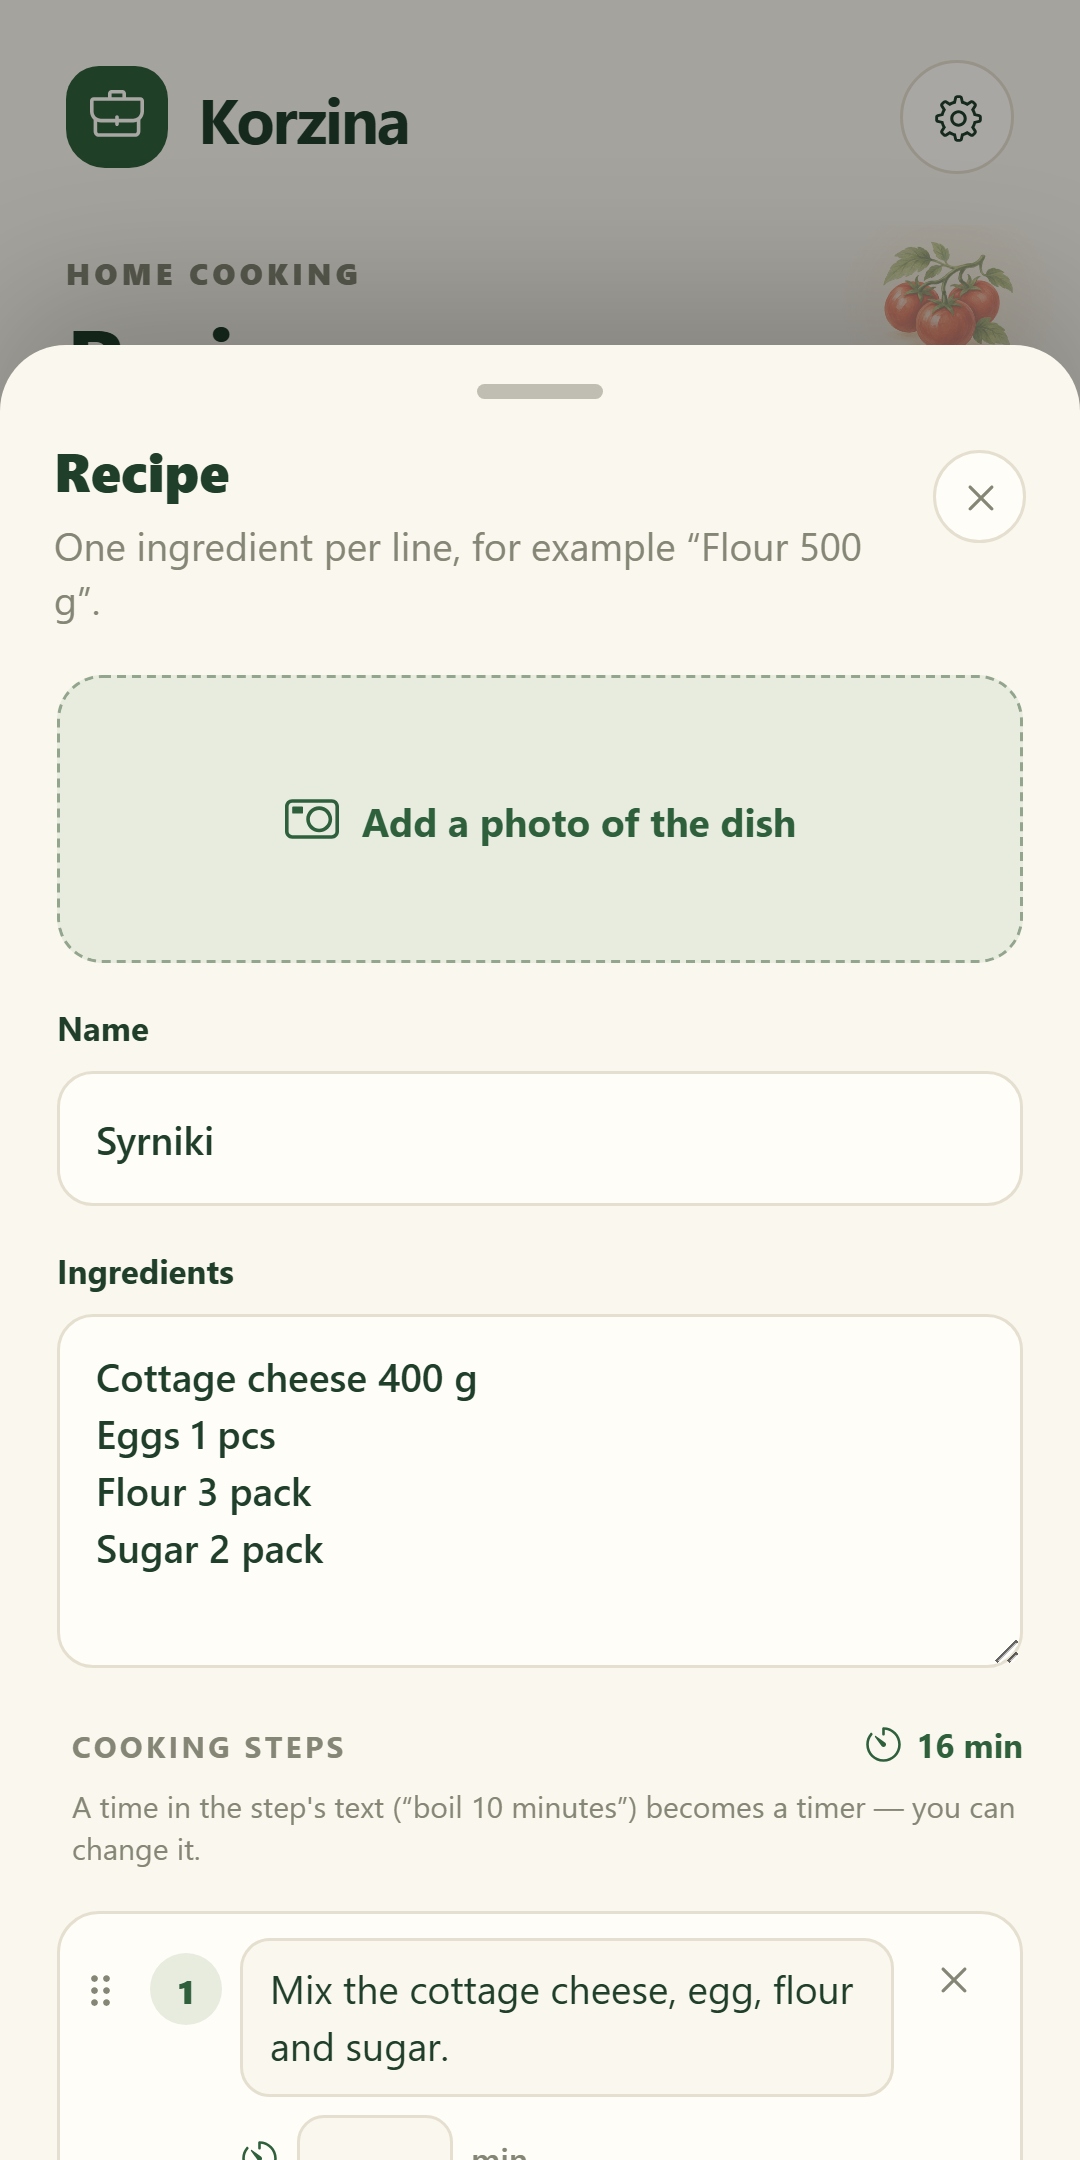 Korzina
HOME COOKING
Recipe
One ingredient per line, for example “Flour 500
g”.
Add a photo of the dish
Name
Syrniki
Ingredients
Cottage cheese 400 g
Eggs 1 pcs
Flour 3 pack
Sugar 2 pack
COOKING STEPS
16 min
A time in the step's text (“boil 10 minutes”) becomes a timer — you can
change it.
1
Mix the cottage cheese, egg, flour
and sugar.
min